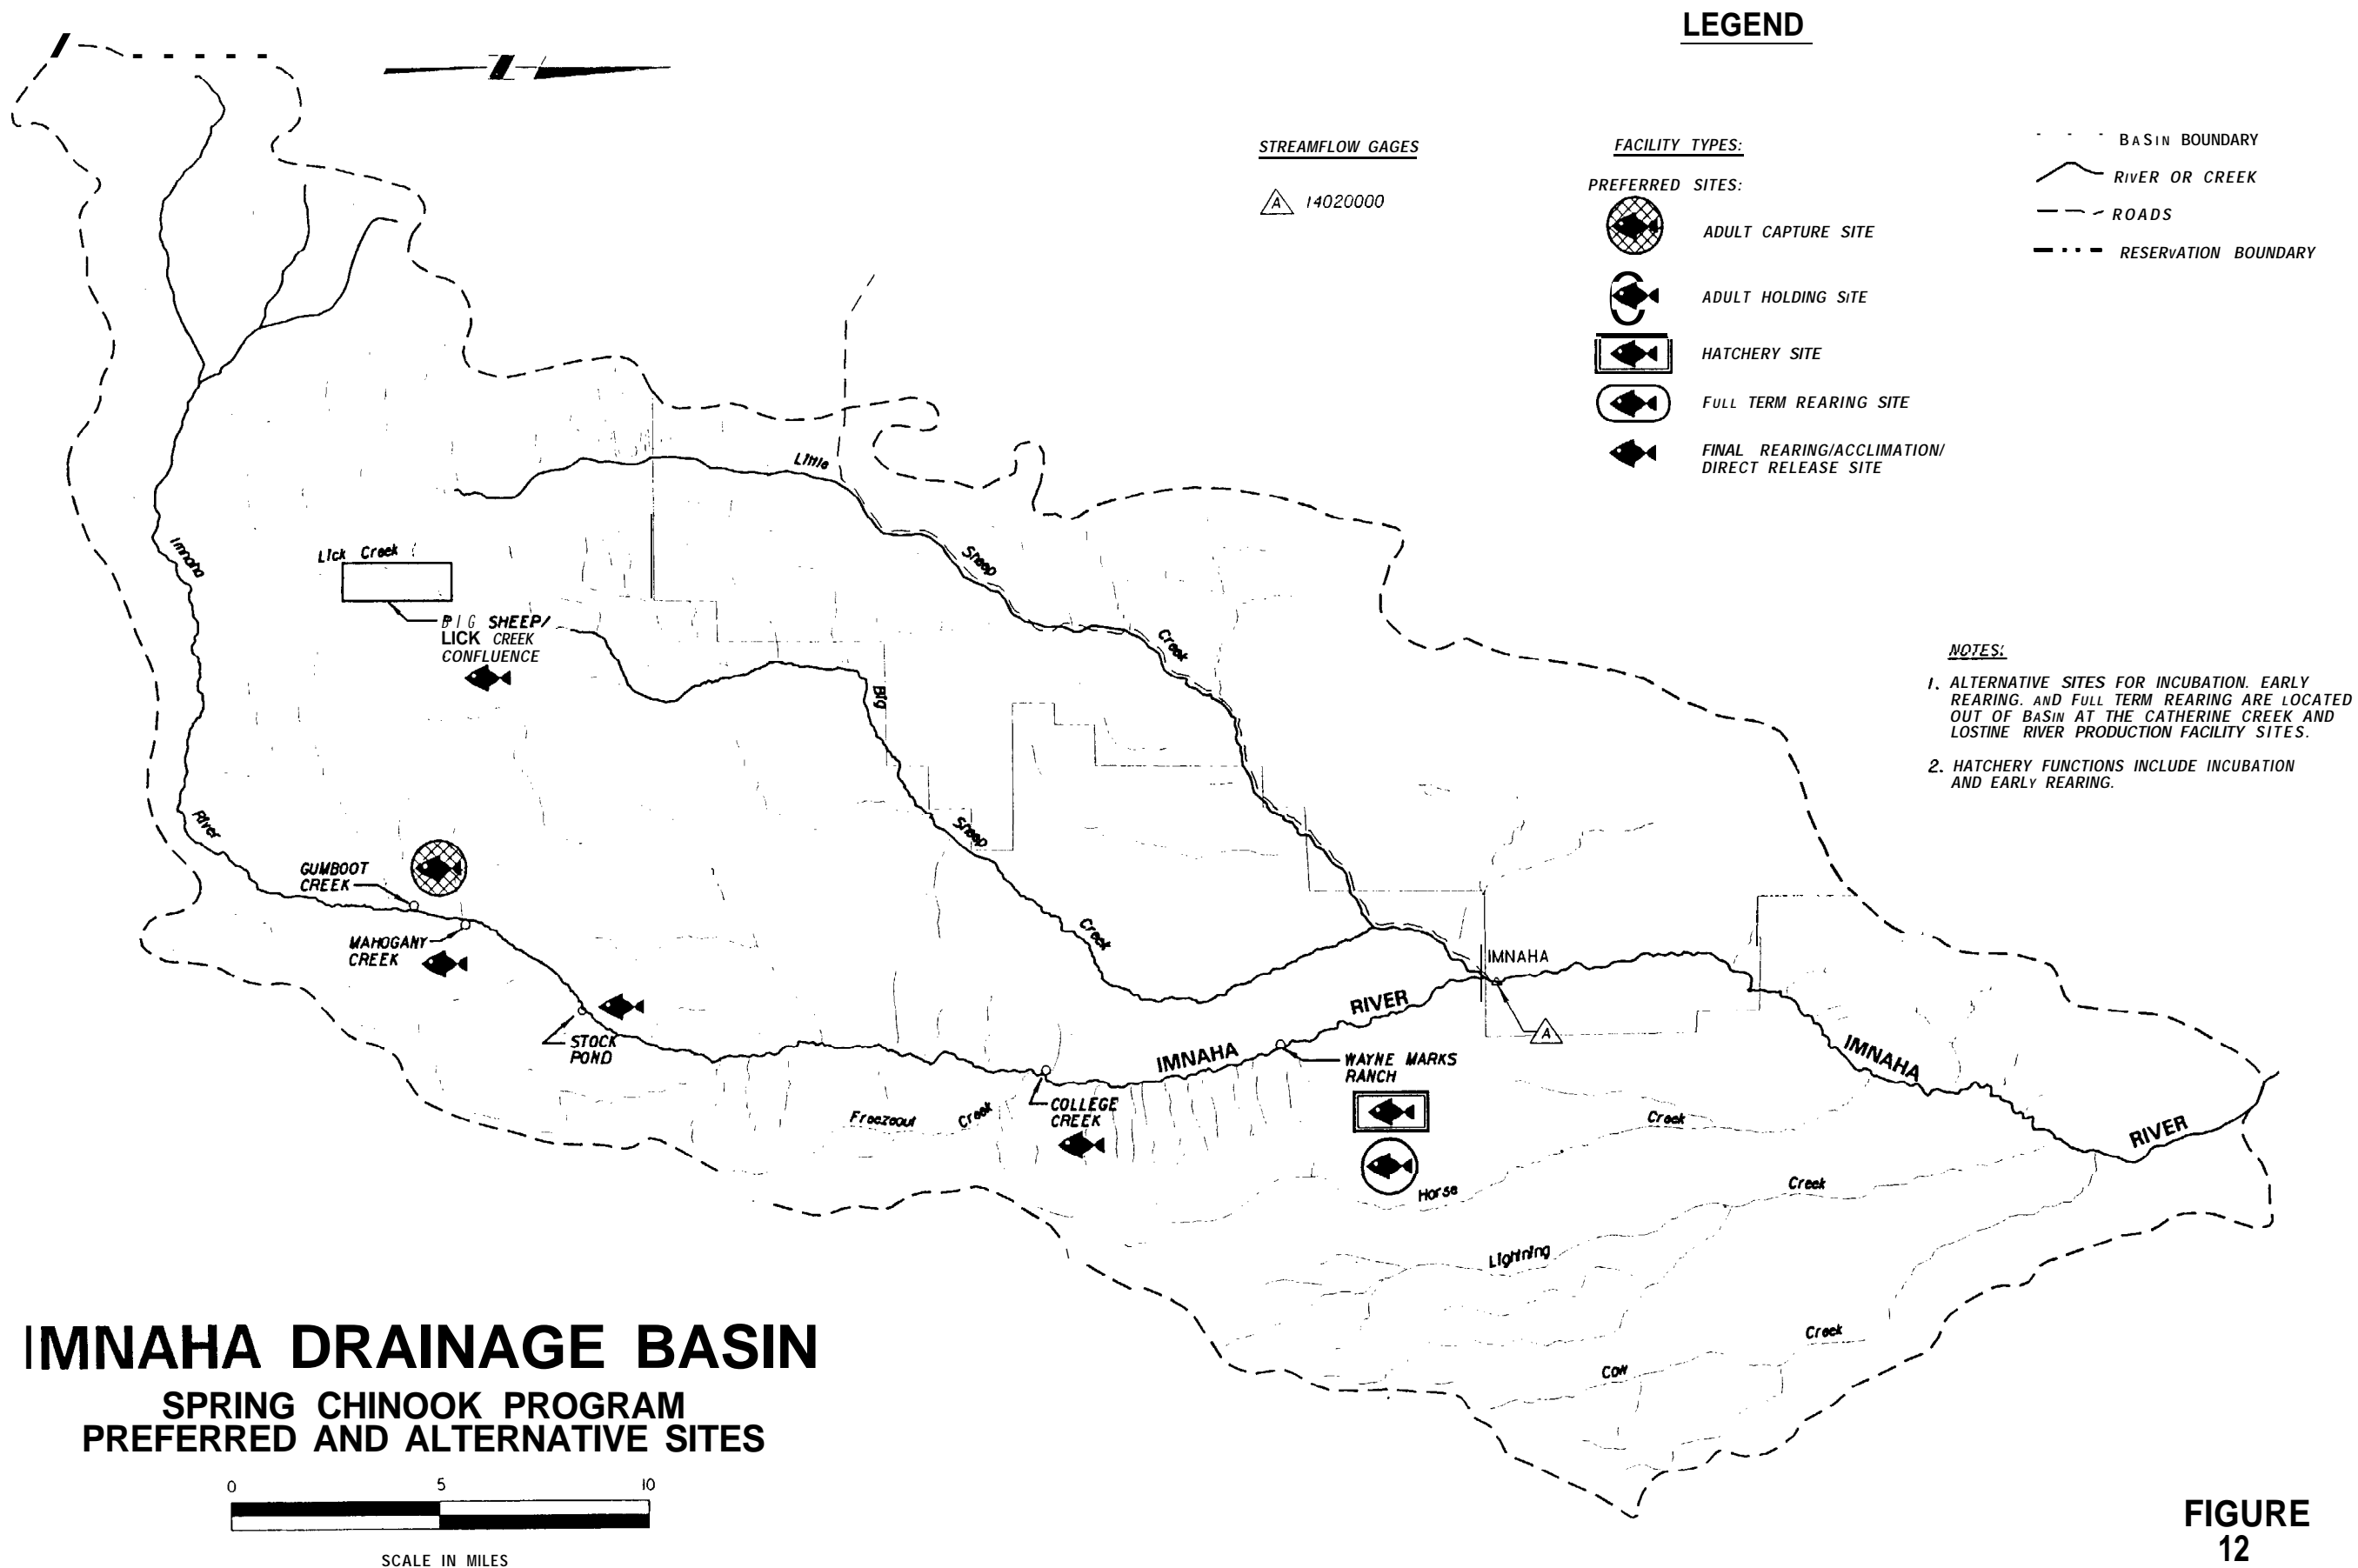 LEGEND
STREAMFLOW GAGES
A 14020000
FACILITY TYPES:
PREFERRED SITES:
ADULT CAPTURE SITE
ADULT HOLDING SITE
HATCHERY SITE
FULL TERM REARING SITE
FINAL REARING/ACCLIMATION/
DIRECT RELEASE SITE
BaSIN BOUNDARY
RIvER OR CREEK
ROADS
RESERvATION BOUNDARY
NOTES:
1. ALTERNATIVE SITES FOR INCUBATION. EARLY
REARING. AND FULL TERM REARING ARE LOCATED
OUT OF BaSIN AT THE CATHERINE CREEK AND
LOSTINE RIVER PRODUCTION FACILITY SITES.
2. HATCHERY FUNCTIONS INCLUDE INCUBATION
AND EARLY REARING.
Little
Sheep
Creek
Imnaha
River
Lick Creek
BIG SHEEP/
LICK CREEK
CONFLUENCE
Big
Sheep
Creek
GUMBOOT
CREEK
MAHOGANY
CREEK
STOCK
POND
Freezeout Creek
COLLEGE
CREEK
IMNAHA RIVER
IMNAHA
A
WAYNE MARKS
RANCH
IMNAHA RIVER
Horse Creek
Lightning Creek
Cow Creek
IMNAHA DRAINAGE BASIN
SPRING CHINOOK PROGRAM
PREFERRED AND ALTERNATIVE SITES
0 5 10
SCALE IN MILES
FIGURE
12